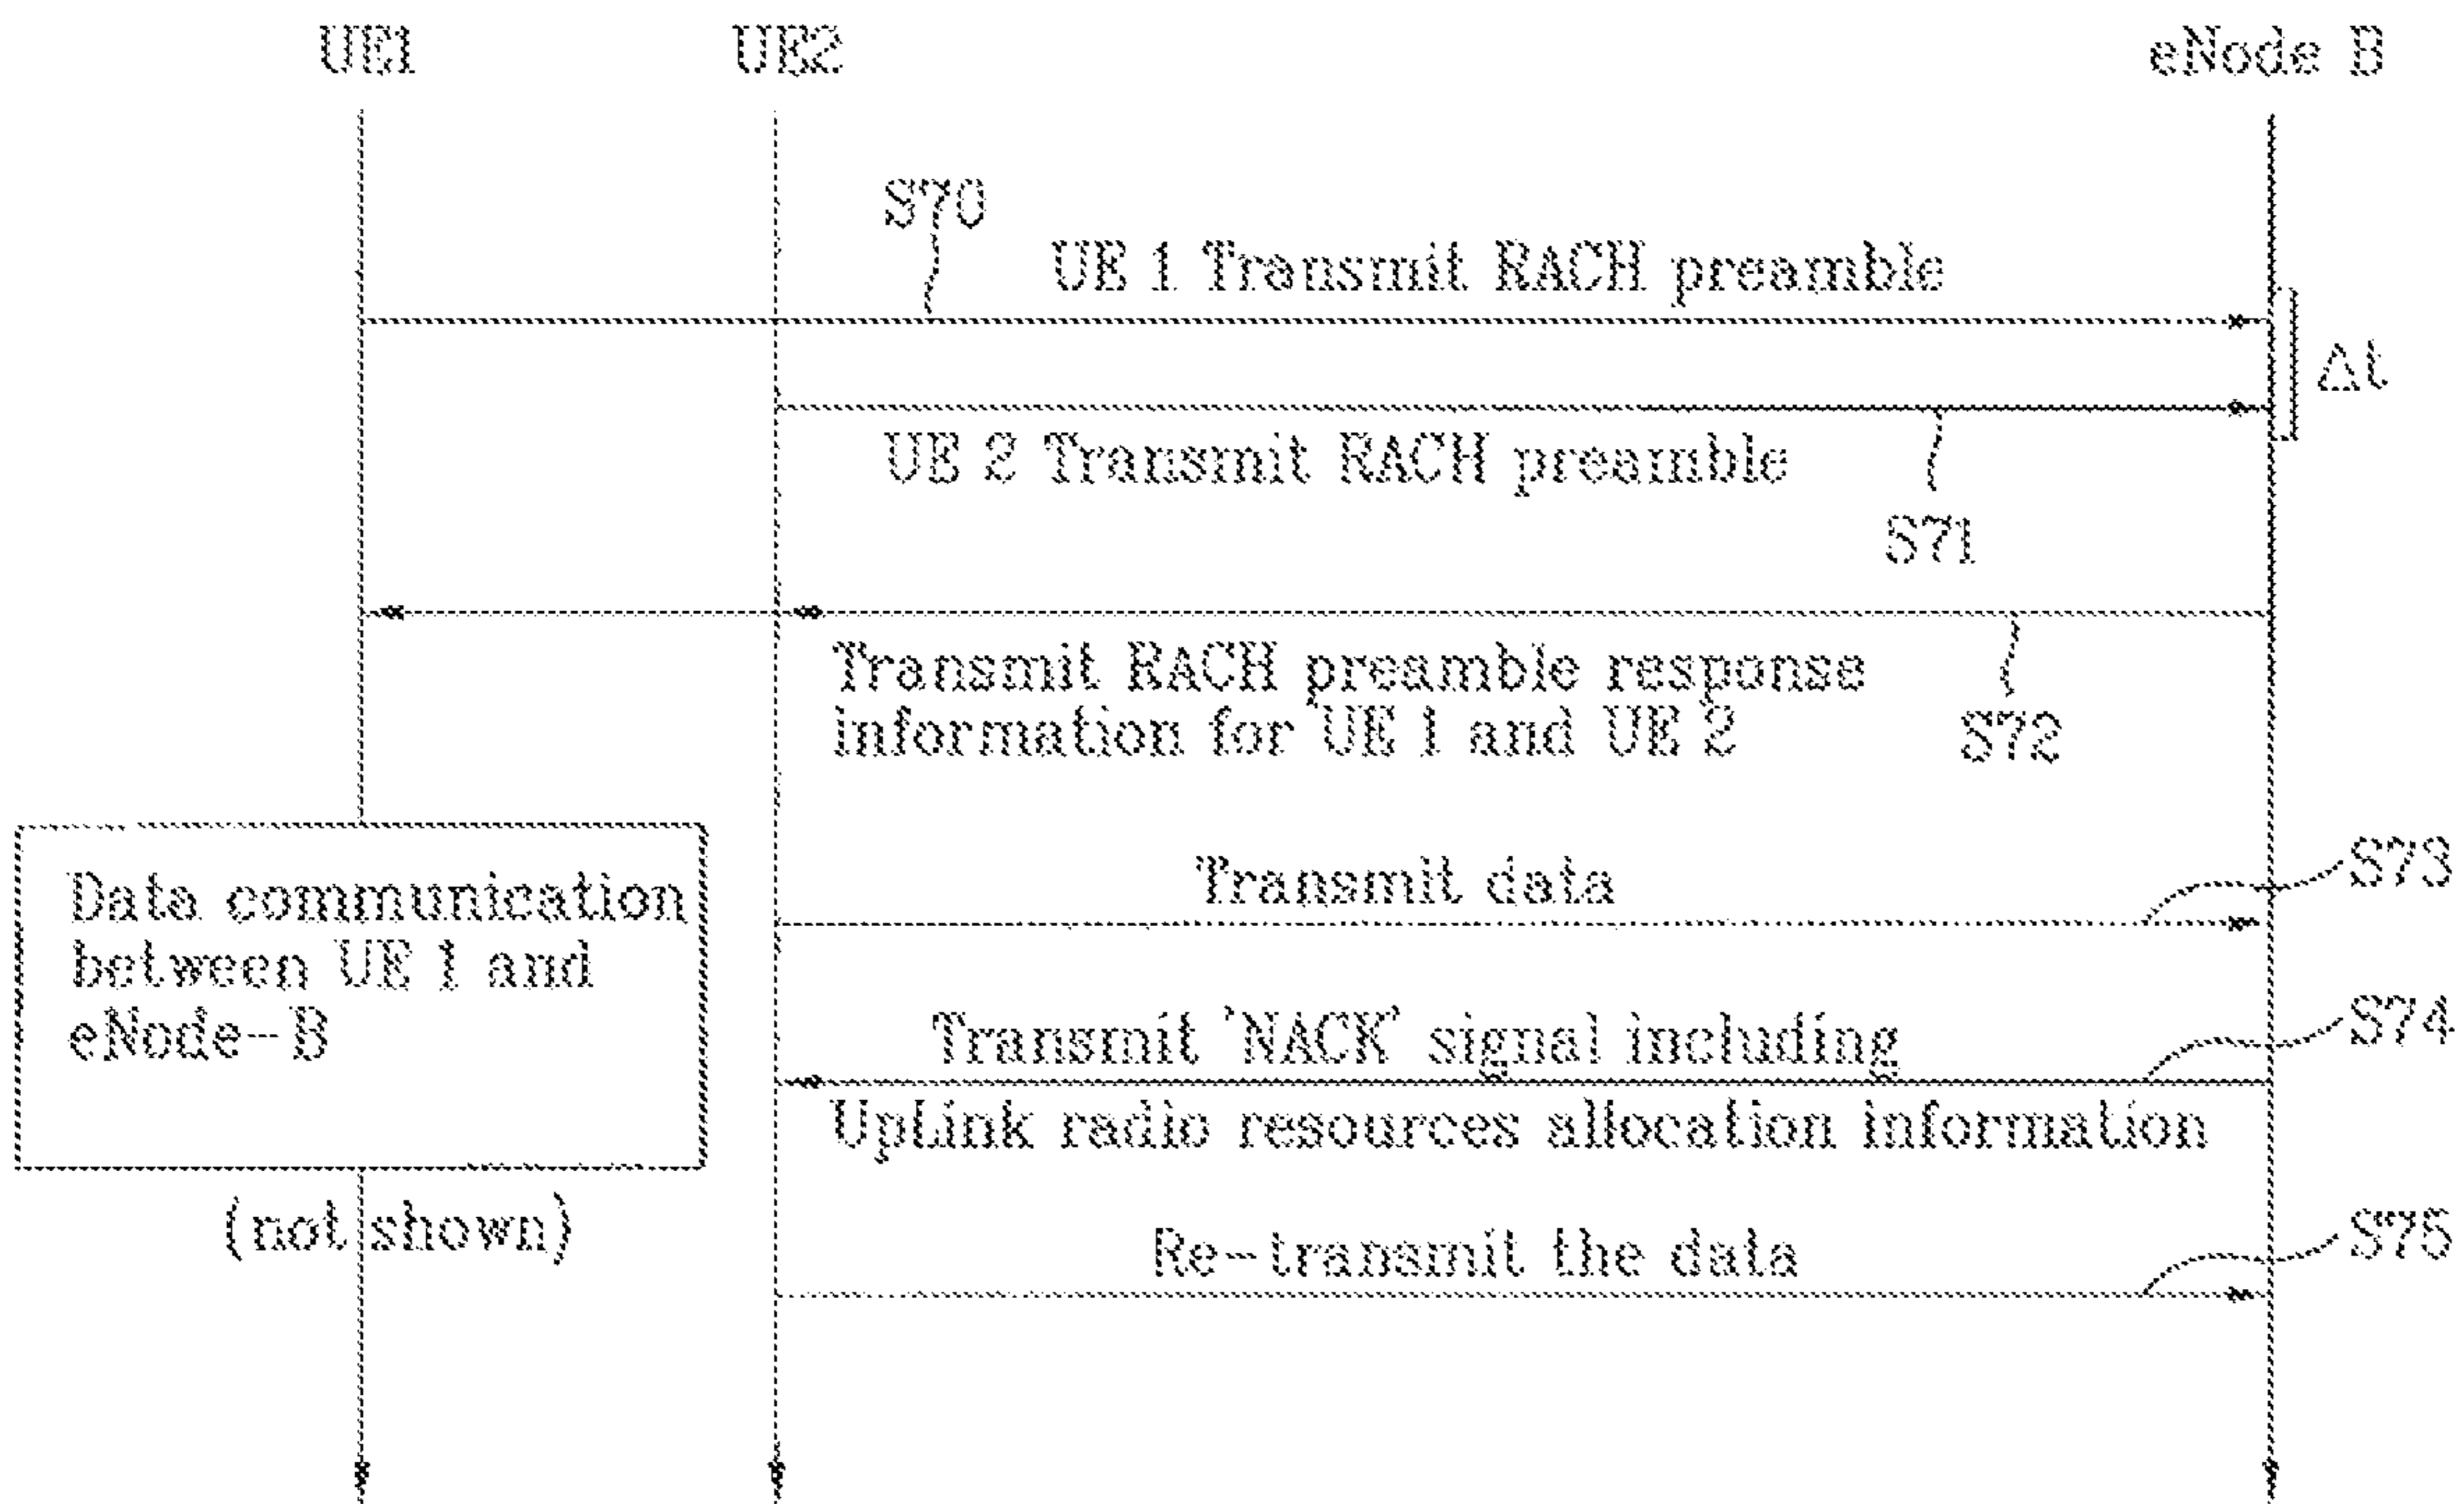 UE1
UE2
eNode B
S70
UE 1 Transmit RACH preamble
Δt
UE 2 Transmit RACH preamble
S71
Transmit RACH preamble response
information for UE 1 and UE 2
S72
Data communication
between UE 1 and
eNode-B
(not shown)
Transmit data
S73
Transmit 'NACK' signal including
S74
UpLink radio resources allocation information
Re-transmit the data
S75